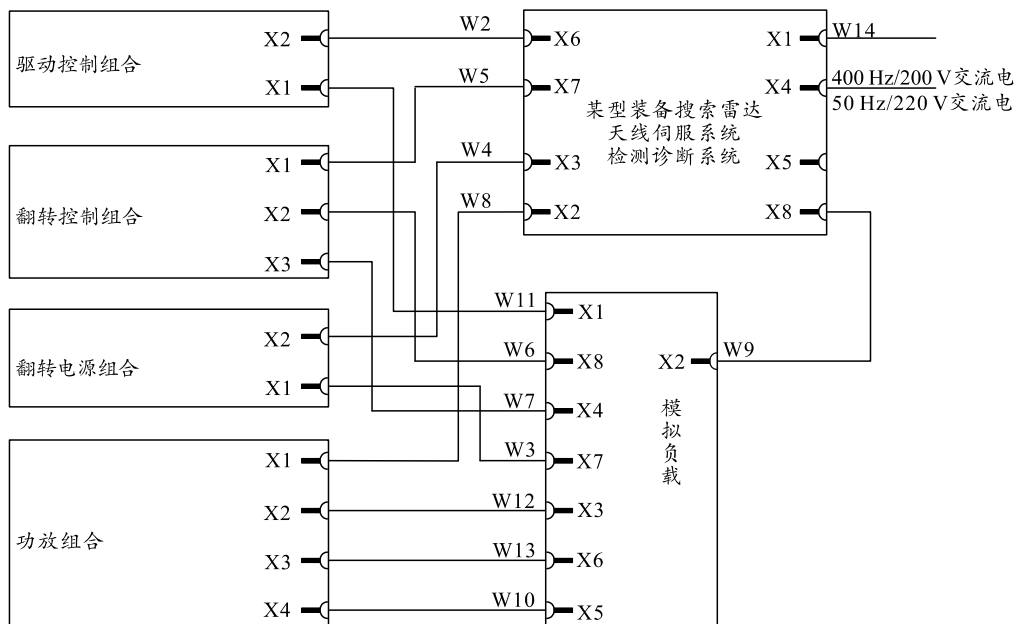 驱动控制组合
X2
X1
翻转控制组合
X1
X2
X3
翻转电源组合
X2
X1
功放组合
X1
X2
X3
X4
W2
W5
W4
W8
W11
W6
W7
W3
W12
W13
W10
X6
X7
X3
X2
某型装备搜索雷达
天线伺服系统
检测诊断系统
X1
X4
X5
X8
W14
400 Hz/200 V交流电
50 Hz/220 V交流电
X1
X8
X4
X7
X3
X6
X5
模拟负载
X2
W9